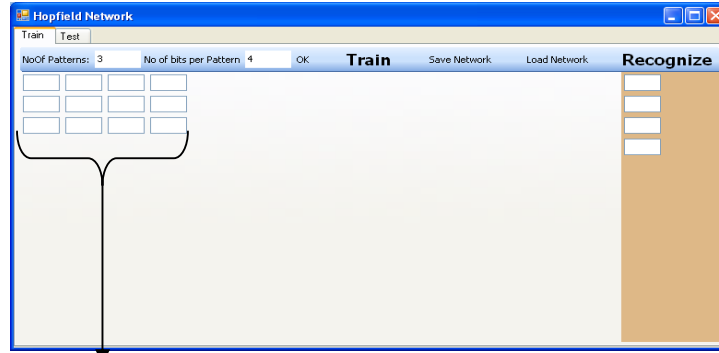 Hopfield Network
Train Test
NoOf Patterns: 3 No of bits per Pattern 4 OK Train Save Network Load Network Recognize